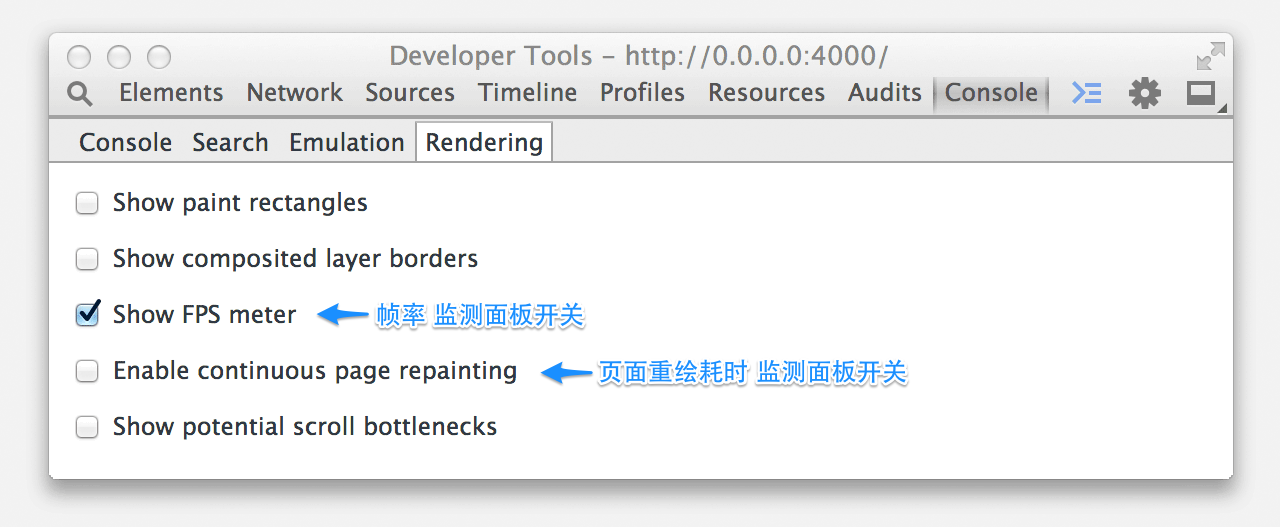 Developer Tools – http://0.0.0.0:4000/
Elements Network Sources Timeline Profiles Resources Audits Console
Console Search Emulation Rendering
Show paint rectangles
Show composited layer borders
Show FPS meter 帧率 监测面板开关
Enable continuous page repainting 页面重绘耗时 监测面板开关
Show potential scroll bottlenecks